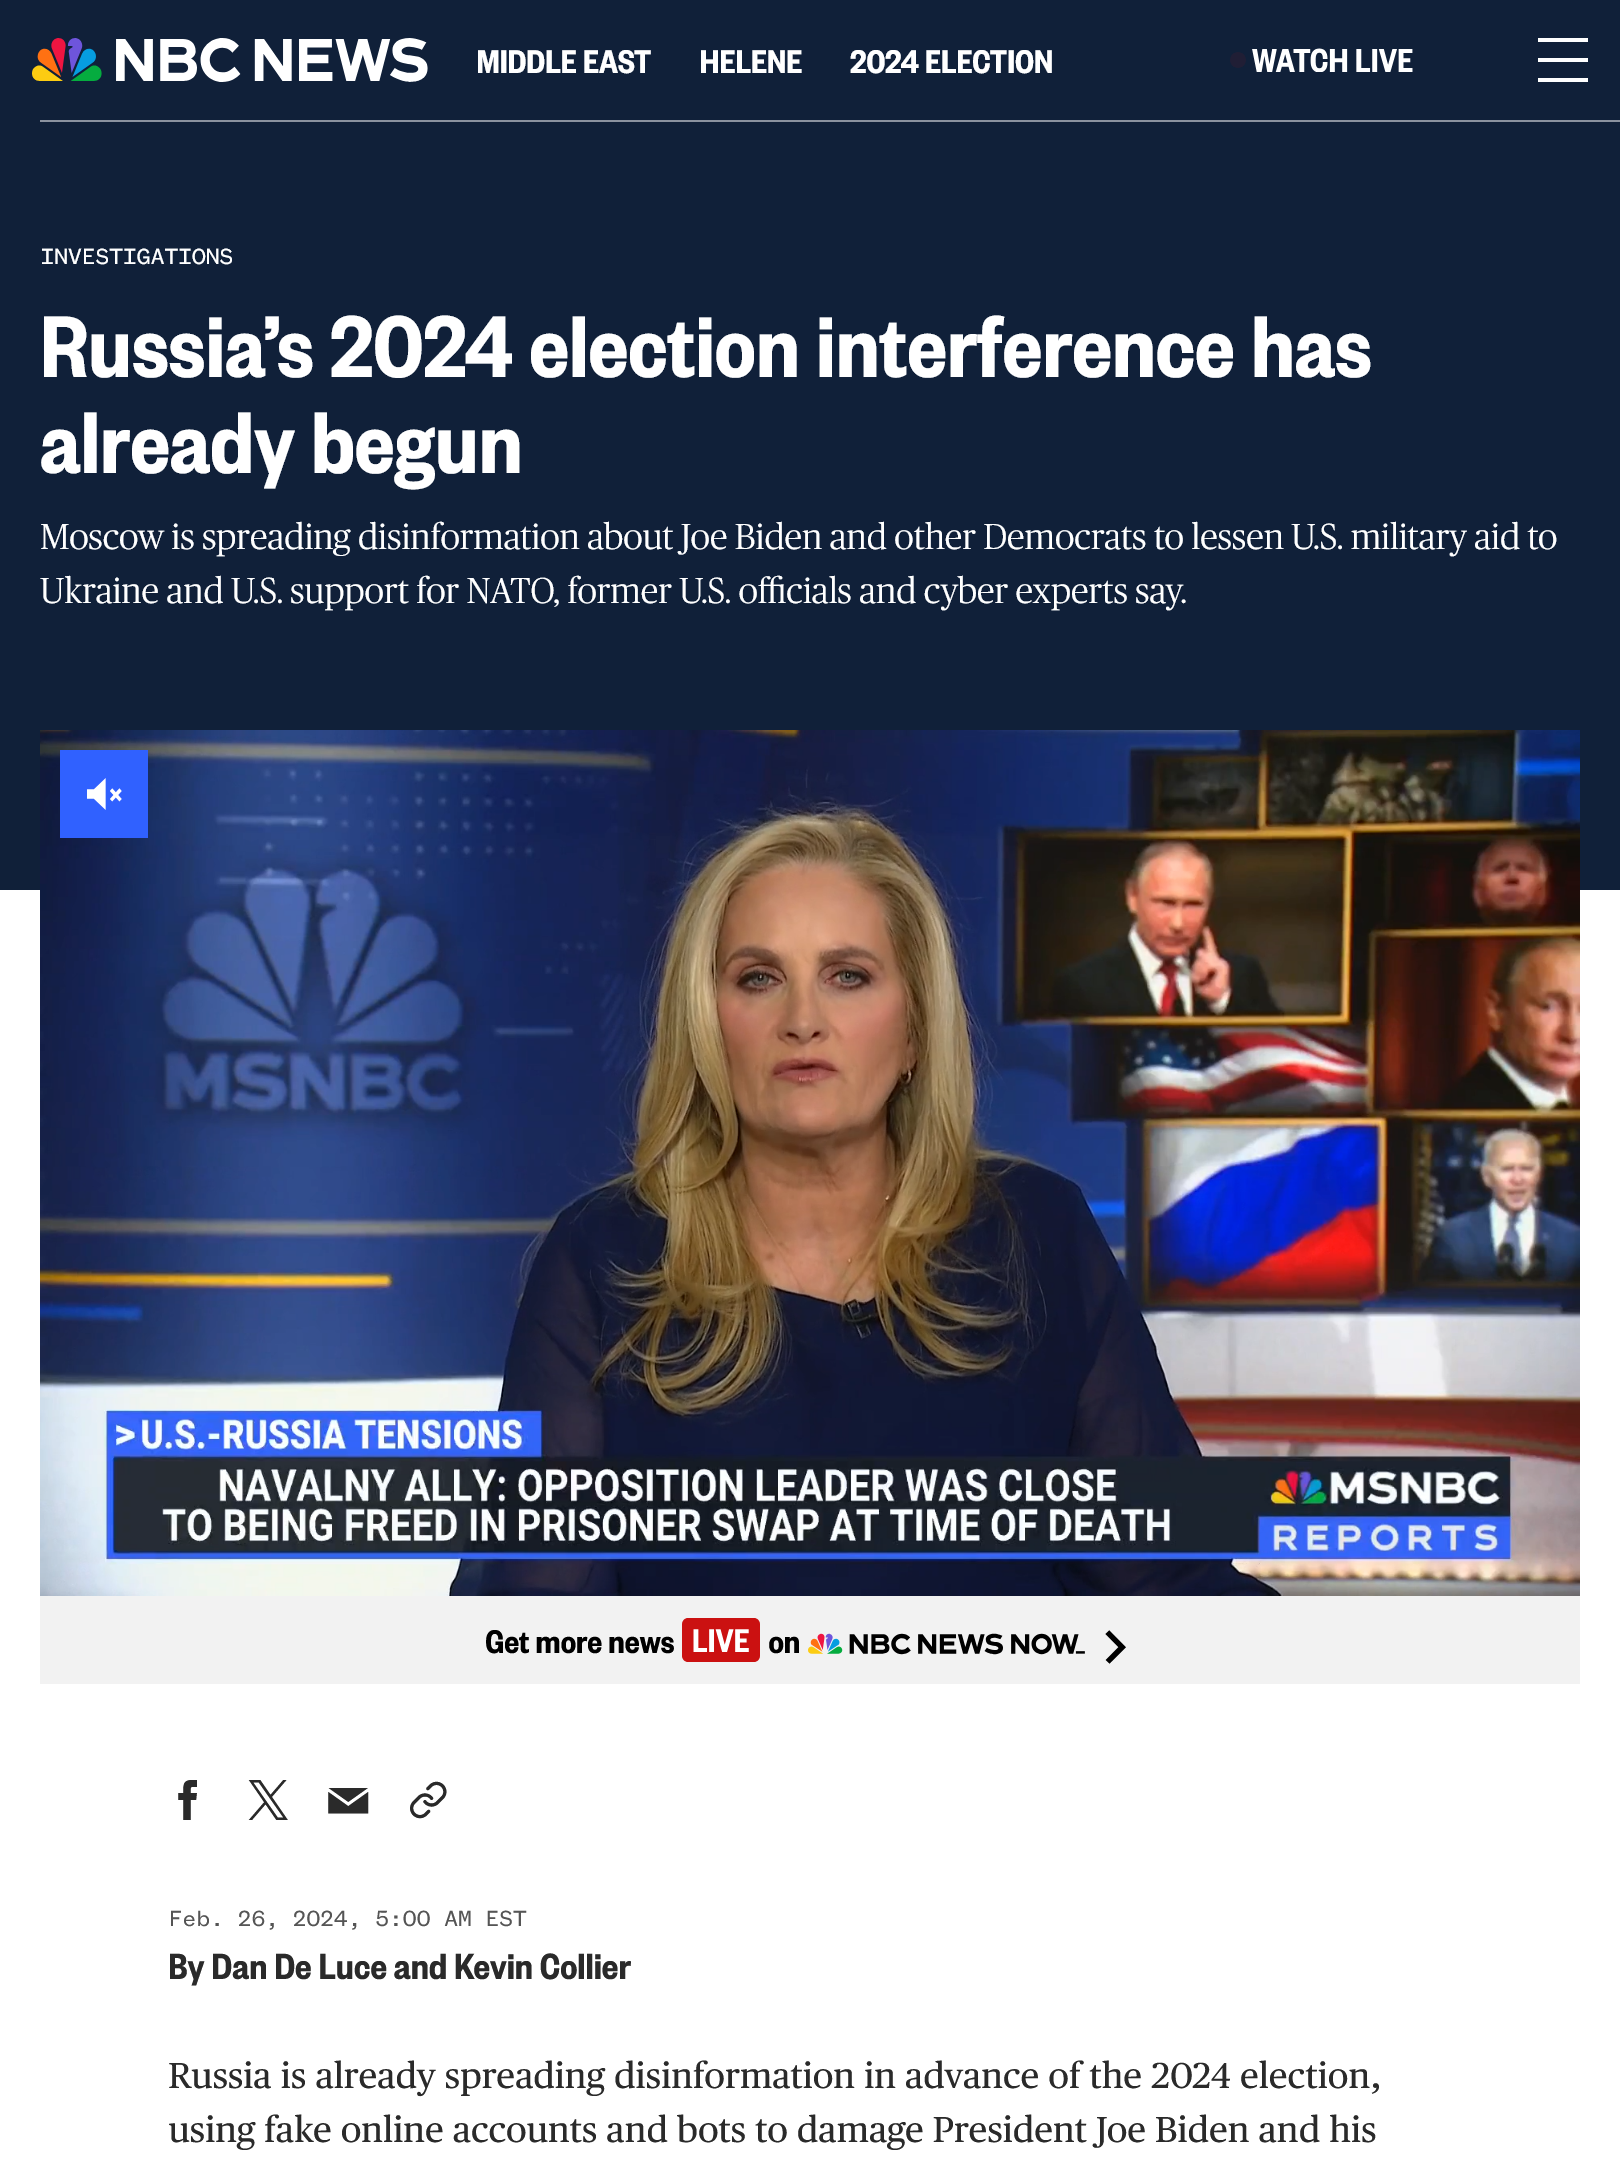 NBC NEWS MIDDLE EAST HELENE 2024 ELECTION WATCH LIVE
INVESTIGATIONS
Russia’s 2024 election interference has
already begun
Moscow is spreading disinformation about Joe Biden and other Democrats to lessen U.S. military aid to
Ukraine and U.S. support for NATO, former U.S. officials and cyber experts say.
MSNBC
>U.S.-RUSSIA TENSIONS
NAVALNY ALLY: OPPOSITION LEADER WAS CLOSE
TO BEING FREED IN PRISONER SWAP AT TIME OF DEATH
MSNBC
REPORTS
Get more news LIVE on NBC NEWS NOW_
Feb. 26, 2024, 5:00 AM EST
By Dan De Luce and Kevin Collier
Russia is already spreading disinformation in advance of the 2024 election,
using fake online accounts and bots to damage President Joe Biden and his